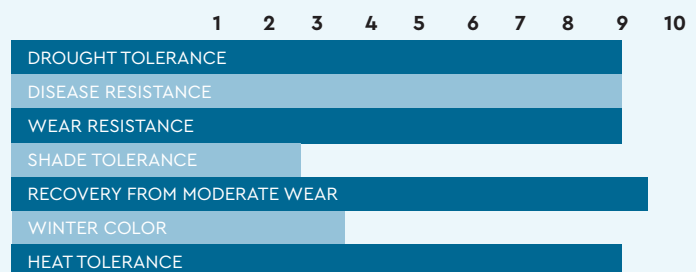 1 2 3 4 5 6 7 8 9 10
DROUGHT TOLERANCE
DISEASE RESISTANCE
WEAR RESISTANCE
SHADE TOLERANCE
RECOVERY FROM MODERATE WEAR
WINTER COLOR
HEAT TOLERANCE